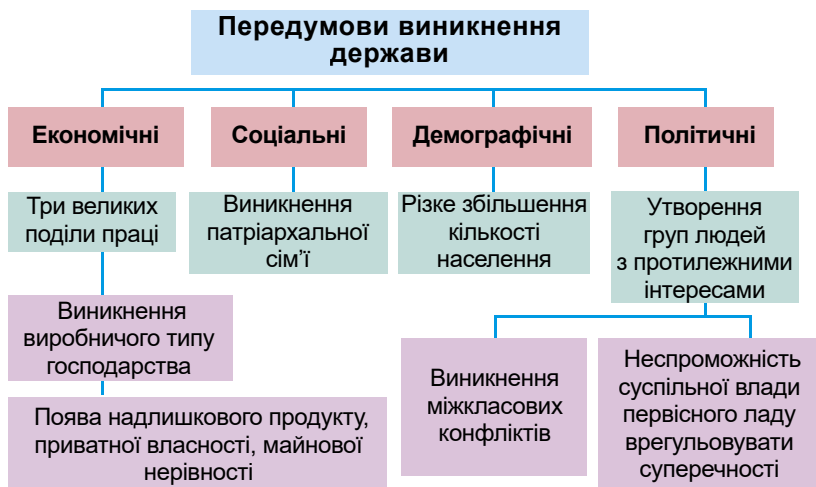 Передумови виникнення
держави
Економічні
Соціальні
Демографічні
Політичні
Три великих
поділи праці
Виникнення
патріархальної
сім’ї
Різке збільшення
кількості
населення
Утворення
груп людей
з протилежними
інтересами
Виникнення
виробничого типу
господарства
Поява надлишкового продукту,
приватної власності, майнової
нерівності
Виникнення
міжкласових
конфліктів
Неспроможність
суспільної влади
первісного ладу
врегульовувати
суперечності